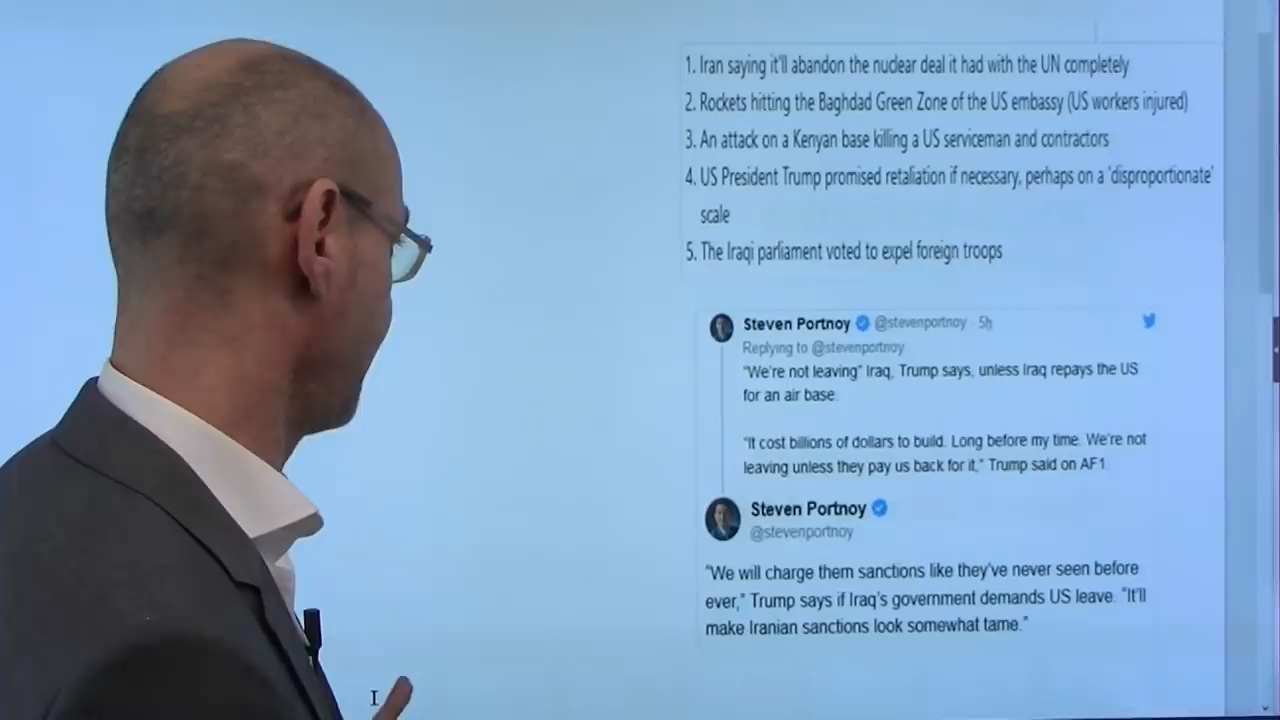 1. Iran saying it'll abandon the nuclear deal it had with the UN completely
2. Rockets hitting the Baghdad Green Zone of the US embassy (US workers injured)
3. An attack on a Kenyan base killing a US serviceman and contractors
4. US President Trump promised retaliation if necessary, perhaps on a 'disproportionate'
scale
5. The Iraqi parliament voted to expel foreign troops
Steven Portnoy @stevenportnoy · 5h
Replying to @stevenportnoy
"We're not leaving" Iraq, Trump says, unless Iraq repays the US
for an air base.
"It cost billions of dollars to build. Long before my time. We're not
leaving unless they pay us back for it," Trump said on AF1.
Steven Portnoy
@stevenportnoy
"We will charge them sanctions like they've never seen before
ever," Trump says if Iraq's government demands US leave. "It'll
make Iranian sanctions look somewhat tame."